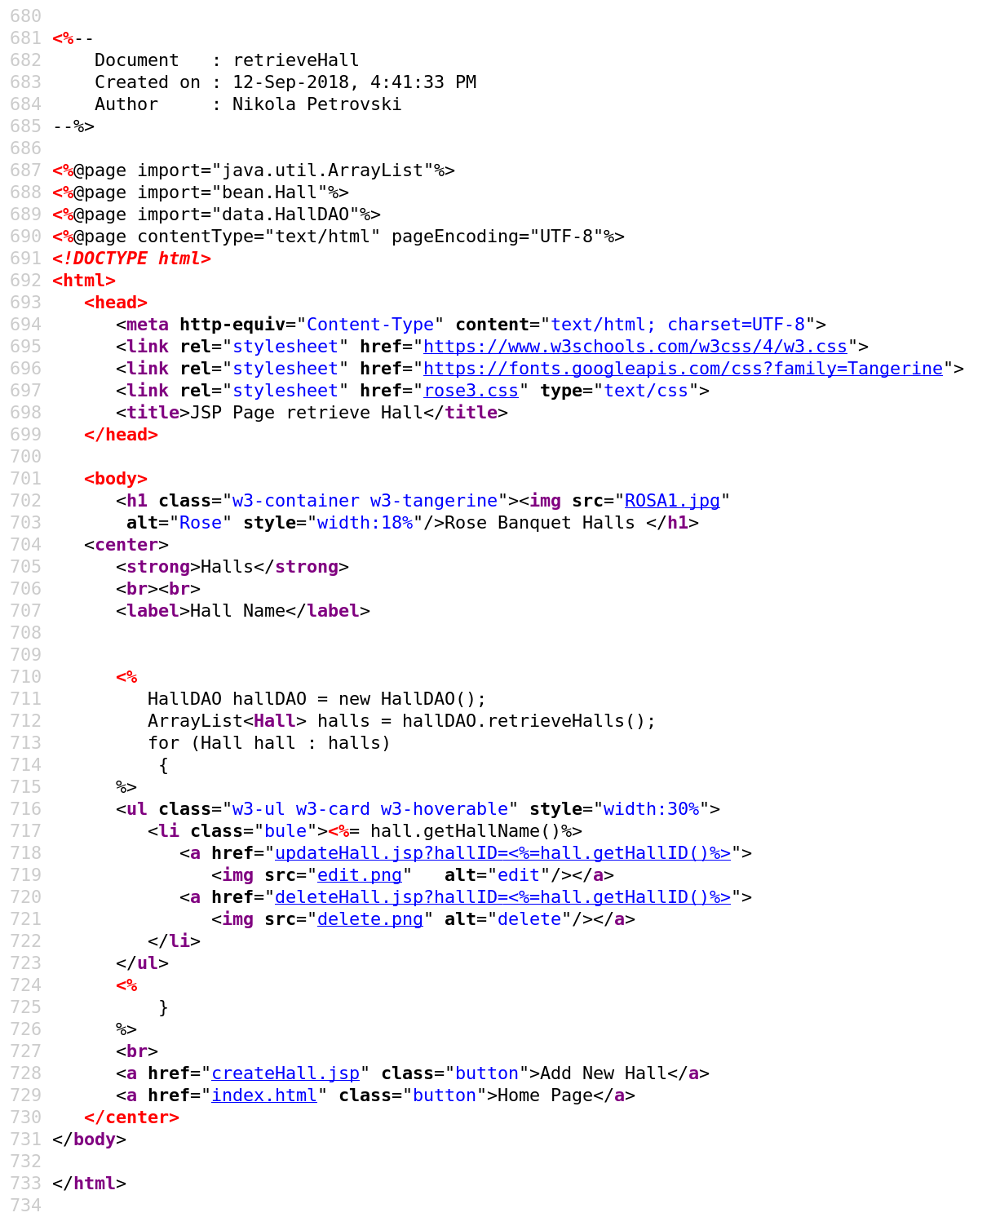 680
681 <%--
682     Document   : retrieveHall
683     Created on : 12-Sep-2018, 4:41:33 PM
684     Author     : Nikola Petrovski
685 --%>
686
687 <%@page import="java.util.ArrayList"%>
688 <%@page import="bean.Hall"%>
689 <%@page import="data.HallDAO"%>
690 <%@page contentType="text/html" pageEncoding="UTF-8"%>
691 <!DOCTYPE html>
692 <html>
693    <head>
694       <meta http-equiv="Content-Type" content="text/html; charset=UTF-8">
695       <link rel="stylesheet" href="https://www.w3schools.com/w3css/4/w3.css">
696       <link rel="stylesheet" href="https://fonts.googleapis.com/css?family=Tangerine">
697       <link rel="stylesheet" href="rose3.css" type="text/css">
698       <title>JSP Page retrieve Hall</title>
699    </head>
700
701    <body>
702       <h1 class="w3-container w3-tangerine"><img src="ROSA1.jpg"
703        alt="Rose" style="width:18%"/>Rose Banquet Halls </h1>
704    <center>
705       <strong>Halls</strong>
706       <br><br>
707       <label>Hall Name</label>
708
709
710       <%
711          HallDAO hallDAO = new HallDAO();
712          ArrayList<Hall> halls = hallDAO.retrieveHalls();
713          for (Hall hall : halls)
714           {
715       %>
716       <ul class="w3-ul w3-card w3-hoverable" style="width:30%">
717          <li class="bule"><%= hall.getHallName()%>
718             <a href="updateHall.jsp?hallID=<%=hall.getHallID()%>">
719                <img src="edit.png"   alt="edit"/></a>
720             <a href="deleteHall.jsp?hallID=<%=hall.getHallID()%>">
721                <img src="delete.png" alt="delete"/></a>
722          </li>
723       </ul>
724       <%
725           }
726       %>
727       <br>
728       <a href="createHall.jsp" class="button">Add New Hall</a>
729       <a href="index.html" class="button">Home Page</a>
730    </center>
731 </body>
732
733 </html>
734